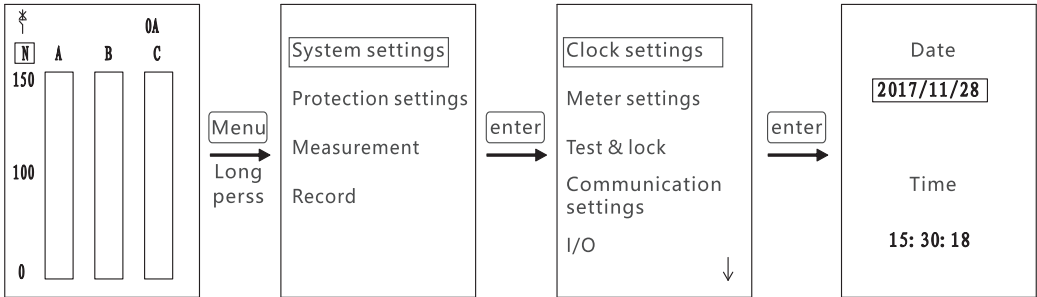 0A
N A B C
150
100
0
Menu
Long
perss
System settings
Protection settings
Measurement
Record
enter
Clock settings
Meter settings
Test & lock
Communication
settings
I/O
enter
Date
2017/11/28
Time
15: 30: 18